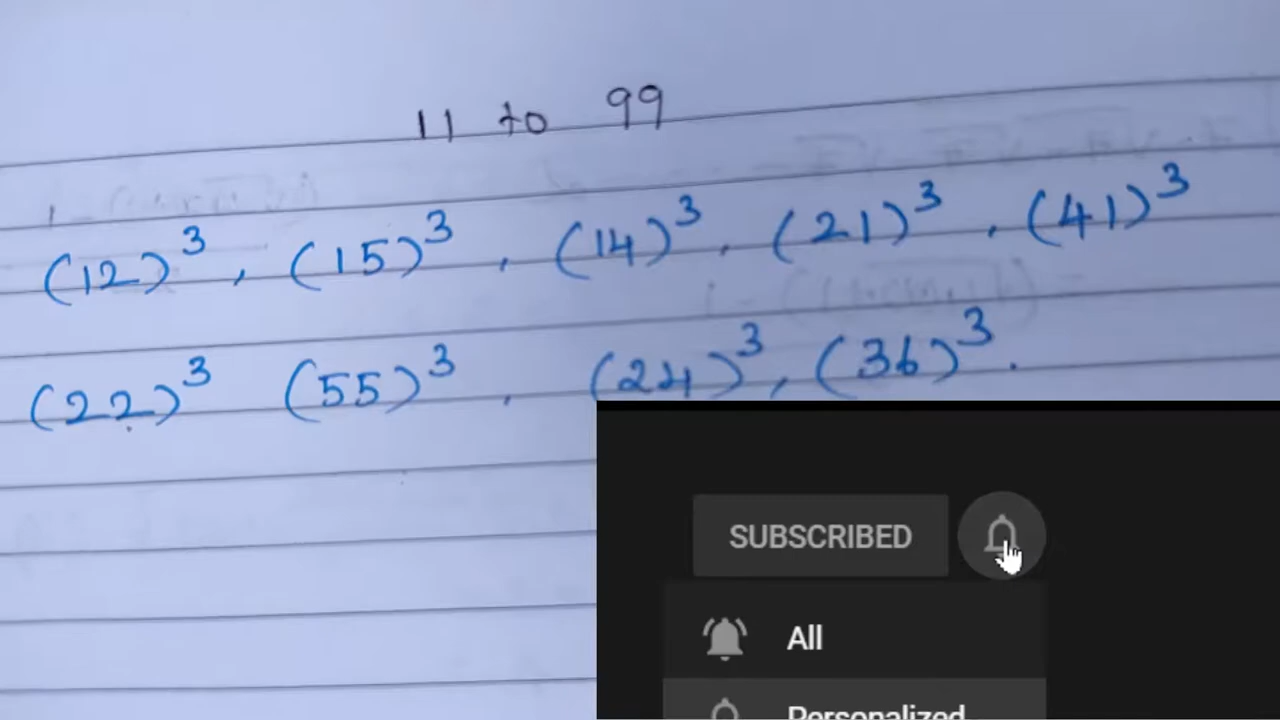 11 to 99
(12)³, (15)³, (14)³, (21)³, (41)³
(22)³ (55)³, (24)³, (36)³.
SUBSCRIBED
All
Personalized